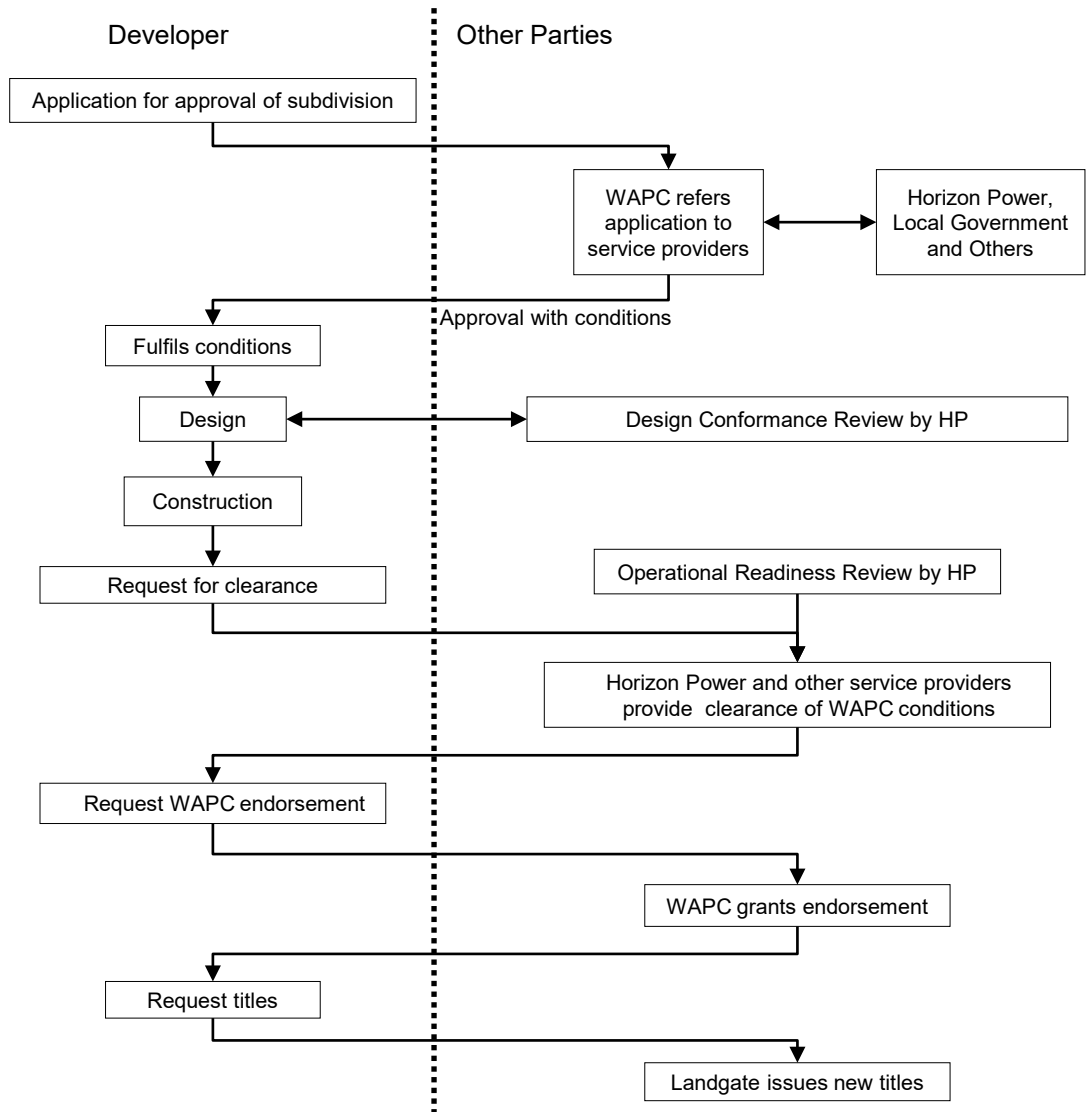 Developer
Other Parties
Application for approval of subdivision
WAPC refers
application to
service providers
Horizon Power,
Local Government
and Others
Approval with conditions
Fulfils conditions
Design
Design Conformance Review by HP
Construction
Request for clearance
Operational Readiness Review by HP
Horizon Power and other service providers
provide clearance of WAPC conditions
Request WAPC endorsement
WAPC grants endorsement
Request titles
Landgate issues new titles